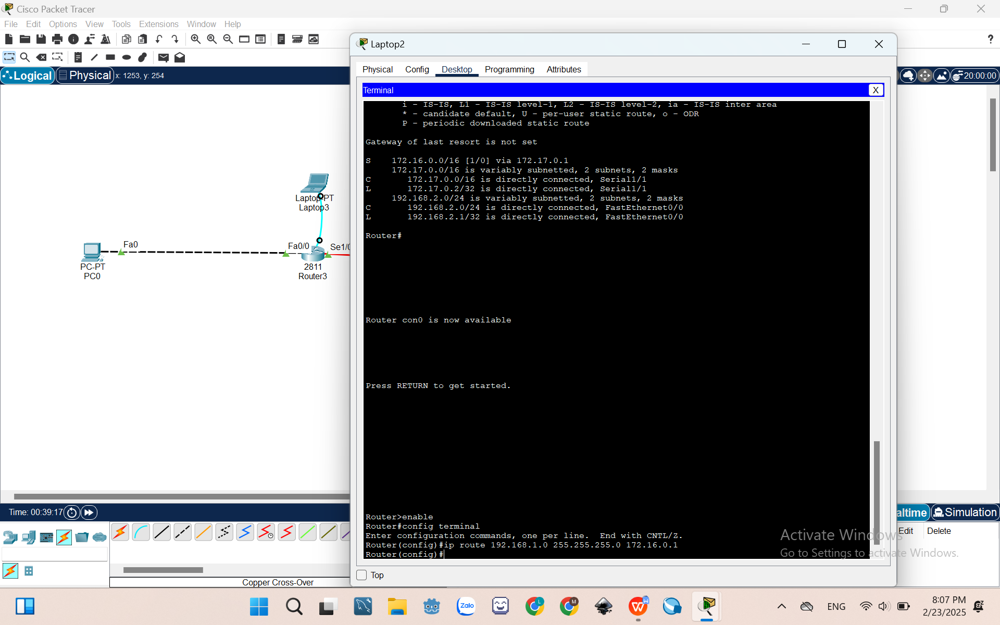 Cisco Packet Tracer
File Edit Options View Tools Extensions Window Help
?
Logical Physical x: 1253, y: 254
20:00:00
Laptop-PT
Laptop3
Fa0
Fa0/0
Se1/0
PC-PT
PC0
2811
Router3
Laptop2
Physical Config Desktop Programming Attributes
Terminal
X
i - IS-IS, L1 - IS-IS level-1, L2 - IS-IS level-2, ia - IS-IS inter area
* - candidate default, U - per-user static route, o - ODR
P - periodic downloaded static route
Gateway of last resort is not set
S 172.16.0.0/16 [1/0] via 172.17.0.1
172.17.0.0/16 is variably subnetted, 2 subnets, 2 masks
C 172.17.0.0/16 is directly connected, Serial1/1
L 172.17.0.2/32 is directly connected, Serial1/1
192.168.2.0/24 is variably subnetted, 2 subnets, 2 masks
C 192.168.2.0/24 is directly connected, FastEthernet0/0
L 192.168.2.1/32 is directly connected, FastEthernet0/0
Router#
Router con0 is now available
Press RETURN to get started.
Router>enable
Router#config terminal
Enter configuration commands, one per line. End with CNTL/Z.
Router(config)#ip route 192.168.1.0 255.255.255.0 172.16.0.1
Router(config)#
Top
Time: 00:39:17
altime Simulation
Edit Delete
Activate Windows
Go to Settings to activate Windows.
Copper Cross-Over
Zalo
L
M
W
ENG
8:07 PM
2/23/2025